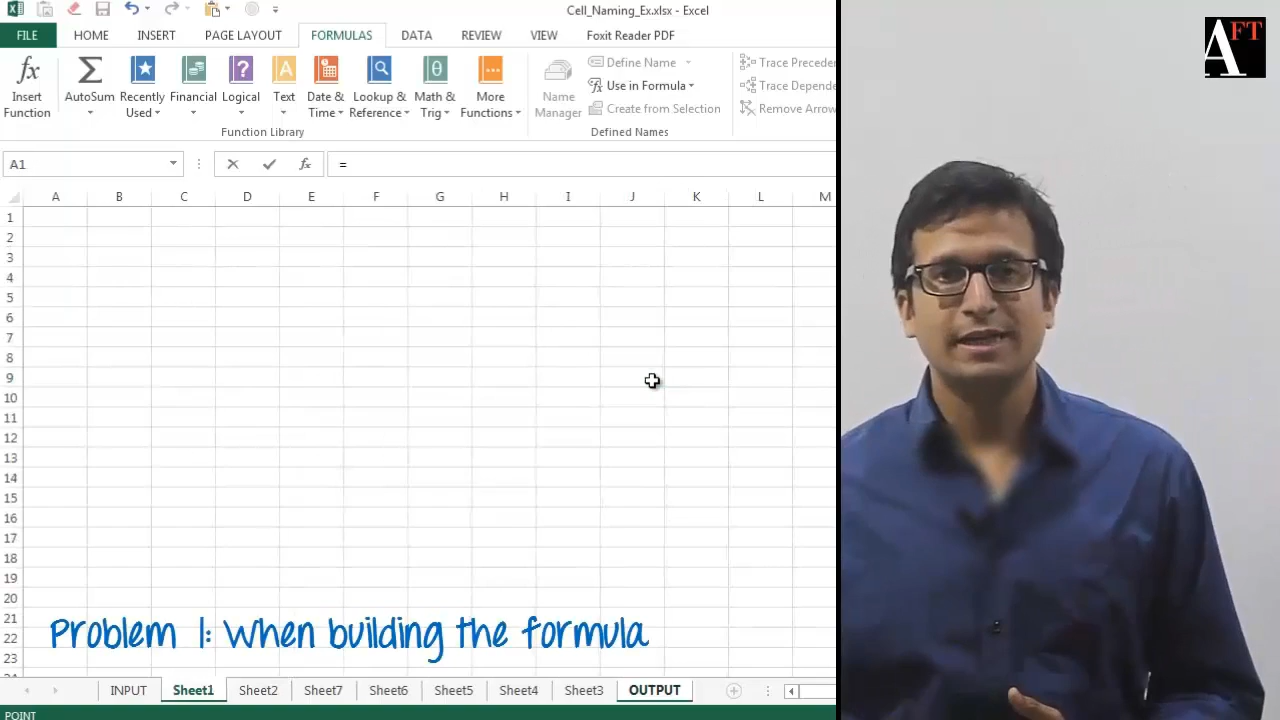 Cell_Naming_Ex.xlsx - Excel
FILE HOME INSERT PAGE LAYOUT FORMULAS DATA REVIEW VIEW Foxit Reader PDF
AFT
fx Σ ? A θ
Insert Function
AutoSum
Recently Used
Financial
Logical
Text
Date & Time
Lookup & Reference
Math & Trig
More Functions
Function Library
Name Manager
Define Name
Use in Formula
Create from Selection
Defined Names
Trace Preceder
Trace Depende
Remove Arrow
A1 fx =
A B C D E F G H I J K L M
1
2
3
4
5
6
7
8
9
10
11
12
13
14
15
16
17
18
19
20
21
22
23
Problem 1: When building the formula
INPUT Sheet1 Sheet2 Sheet7 Sheet6 Sheet5 Sheet4 Sheet3 OUTPUT
POINT